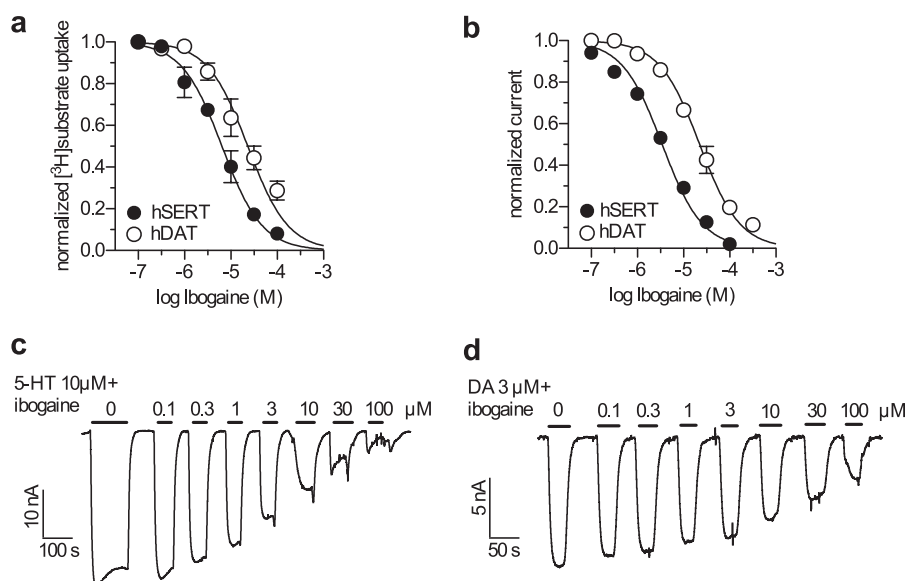 a
normalized [³H]substrate uptake
1.0
0.8
0.6
0.4
0.2
0.0
hSERT
hDAT
-7 -6 -5 -4 -3
log Ibogaine (M)
b
normalized current
1.0
0.8
0.6
0.4
0.2
0.0
hSERT
hDAT
-7 -6 -5 -4 -3
log Ibogaine (M)
c
5-HT 10μM+
ibogaine 0 0.1 0.3 1 3 10 30 100 μM
10 nA
100 s
d
DA 3 μM+
ibogaine 0 0.1 0.3 1 3 10 30 100 μM
5 nA
50 s